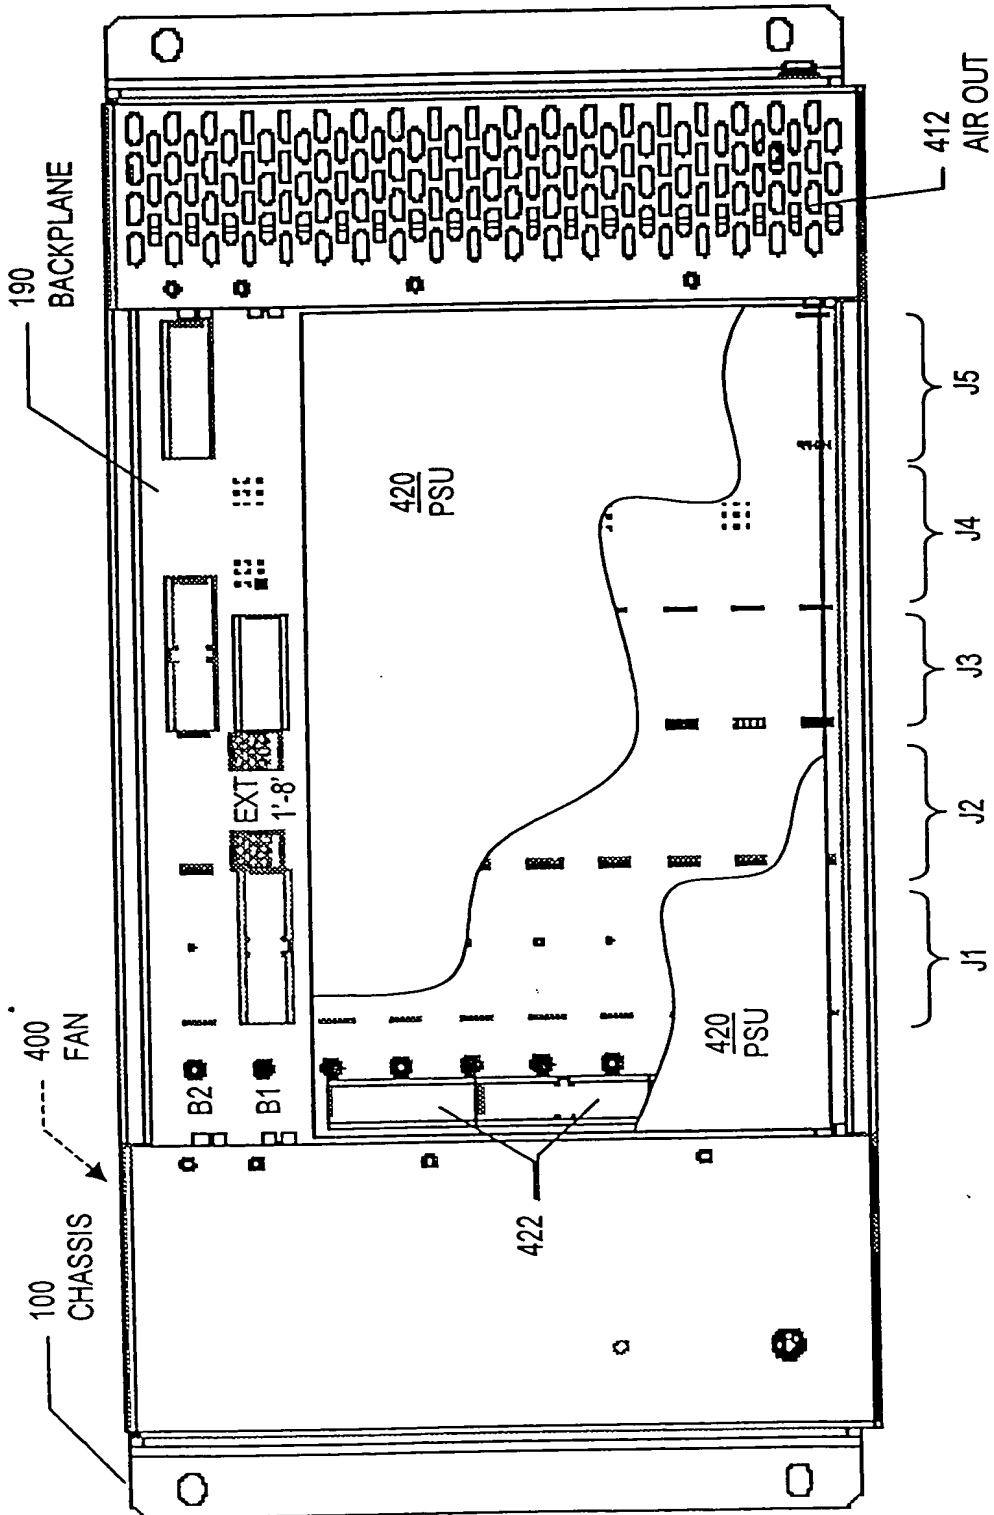 100
CHASSIS
400
FAN
190
BACKPLANE
B2
B1
EXT
1'-8'
420
PSU
420
PSU
422
412
AIR OUT
J1
J2
J3
J4
J5